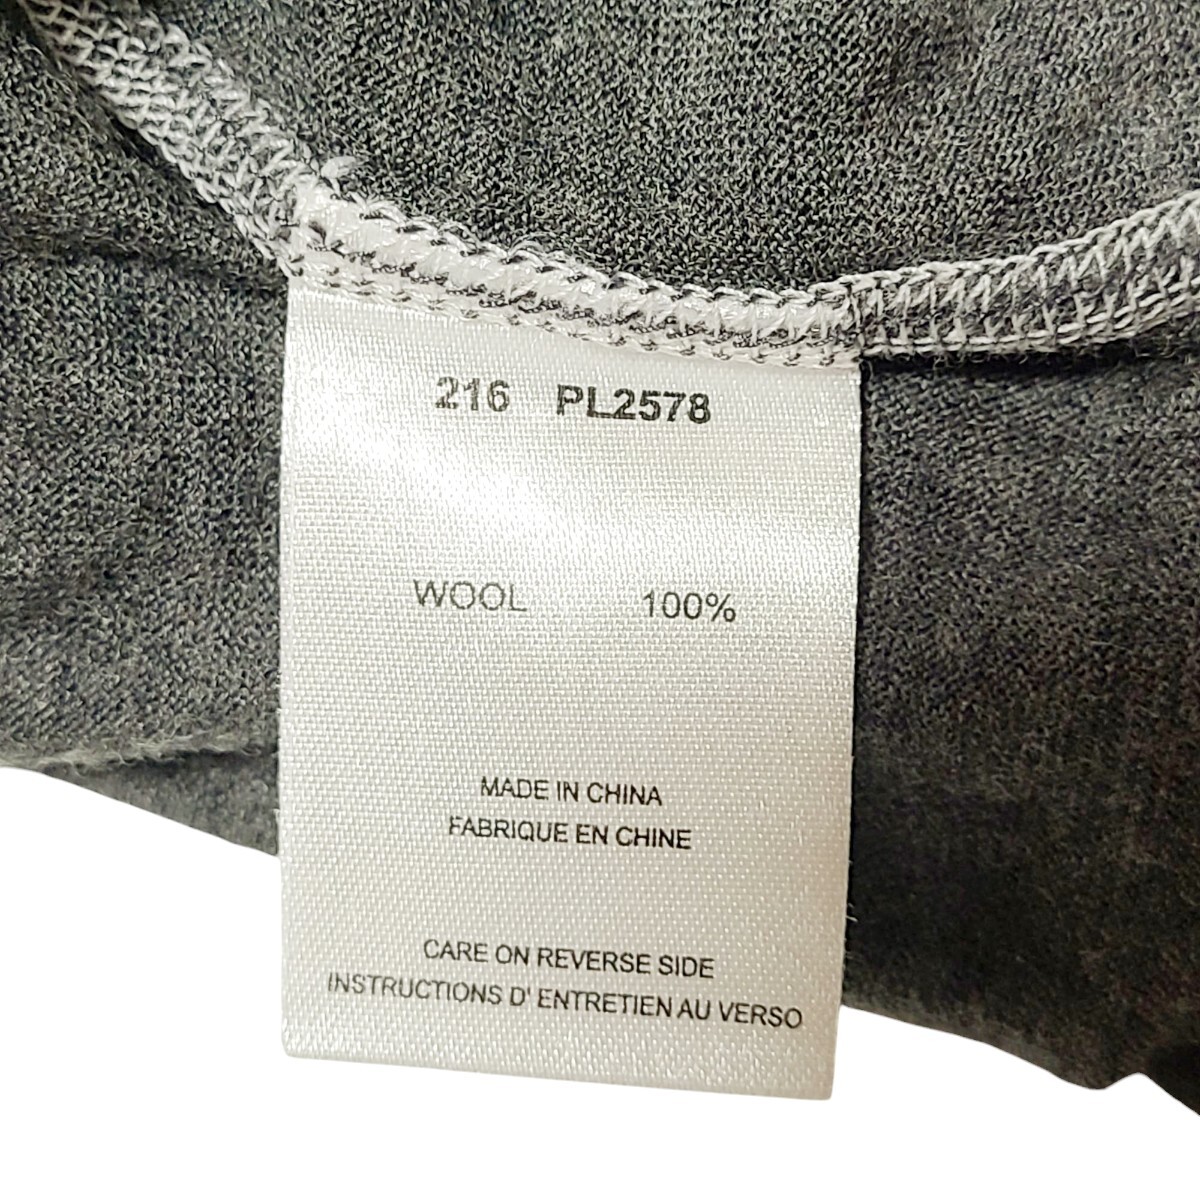 216 PL2578
WOOL 100%
MADE IN CHINA
FABRIQUE EN CHINE
CARE ON REVERSE SIDE
INSTRUCTIONS D' ENTRETIEN AU VERSO